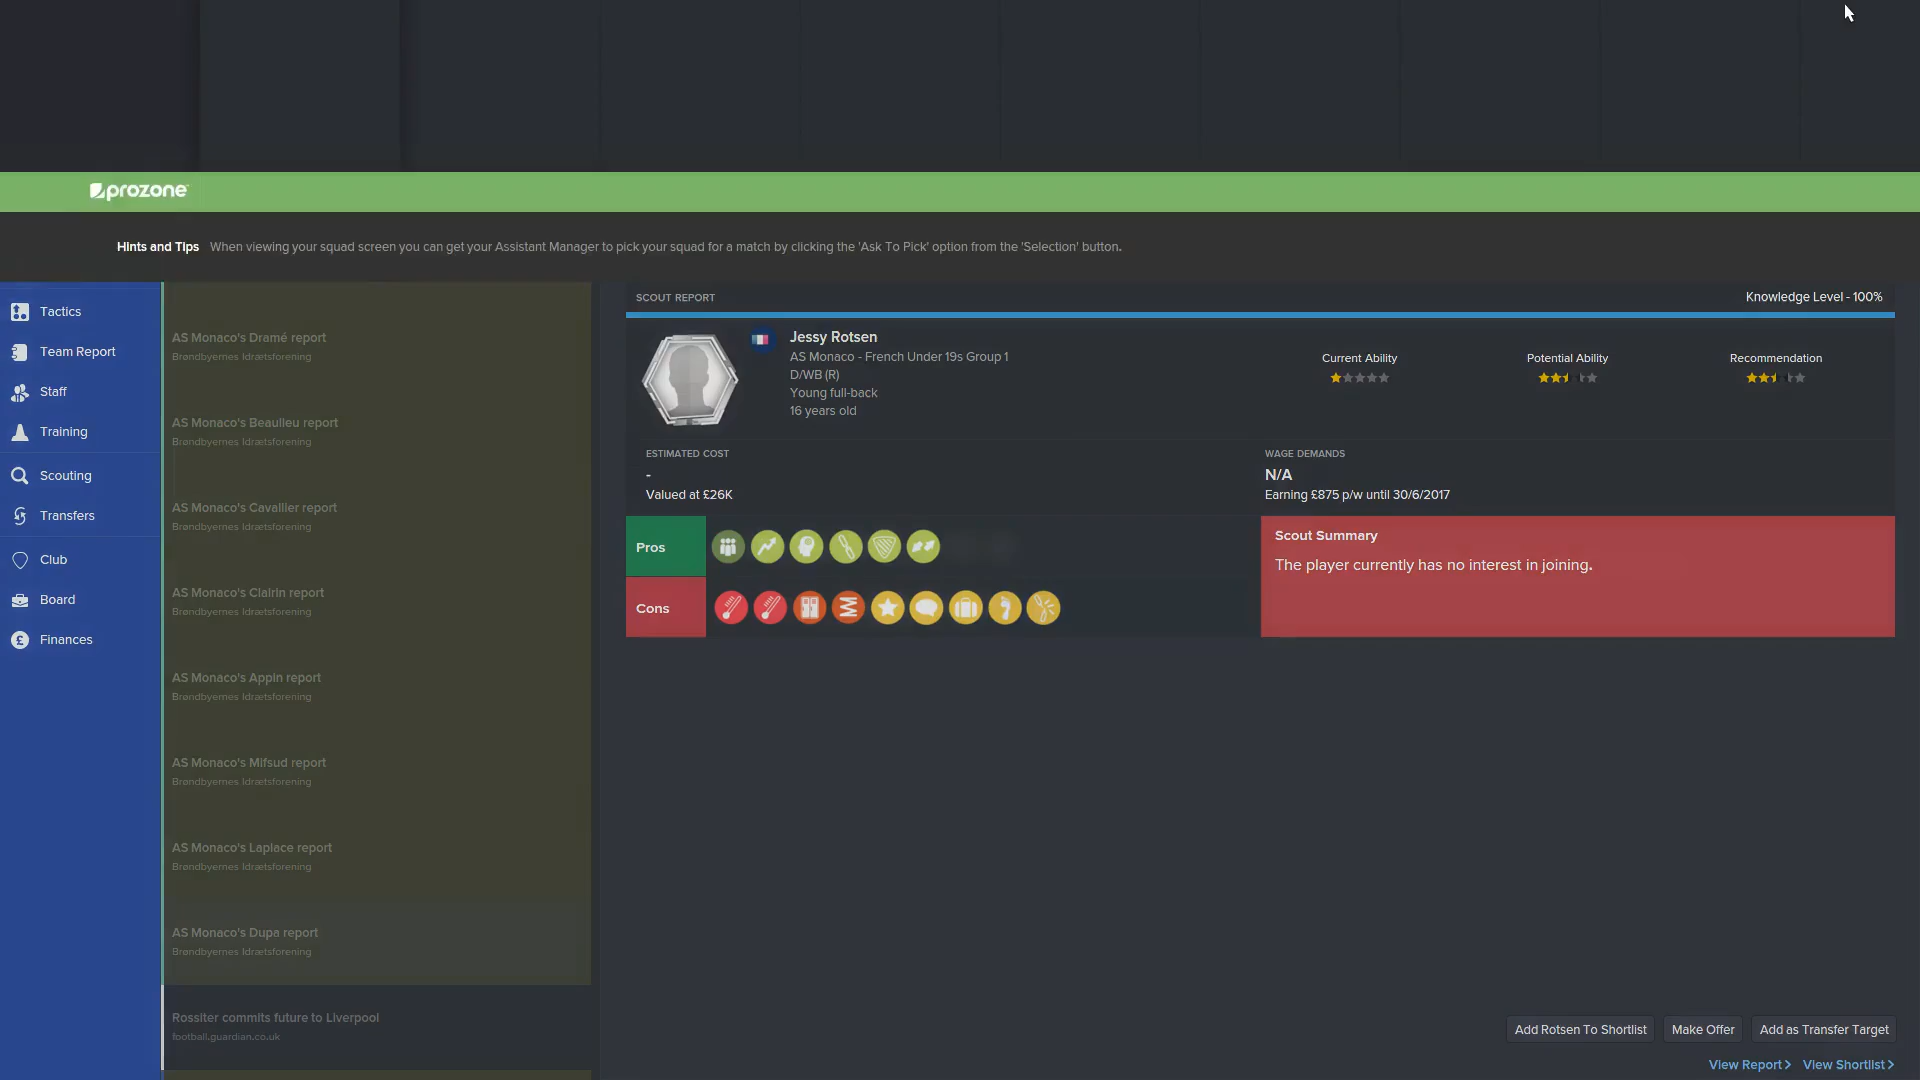 prozone
Hints and Tips When viewing your squad screen you can get your Assistant Manager to pick your squad for a match by clicking the 'Ask To Pick' option from the 'Selection' button.
Tactics
Team Report
Staff
Training
Scouting
Transfers
Club
Board
Finances
AS Monaco's Dramé report
Brøndbyernes Idrætsforening
AS Monaco's Beaulieu report
Brøndbyernes Idrætsforening
AS Monaco's Cavallier report
Brøndbyernes Idrætsforening
AS Monaco's Clairin report
Brøndbyernes Idrætsforening
AS Monaco's Appin report
Brøndbyernes Idrætsforening
AS Monaco's Mifsud report
Brøndbyernes Idrætsforening
AS Monaco's Laplace report
Brøndbyernes Idrætsforening
AS Monaco's Dupa report
Brøndbyernes Idrætsforening
Rossiter commits future to Liverpool
football.guardian.co.uk
SCOUT REPORT
Knowledge Level - 100%
Jessy Rotsen
AS Monaco - French Under 19s Group 1
D/WB (R)
Young full-back
16 years old
Current Ability
Potential Ability
Recommendation
ESTIMATED COST
-
Valued at £26K
WAGE DEMANDS
N/A
Earning £875 p/w until 30/6/2017
Pros
Cons
Scout Summary
The player currently has no interest in joining.
Add Rotsen To Shortlist
Make Offer
Add as Transfer Target
View Report >
View Shortlist >